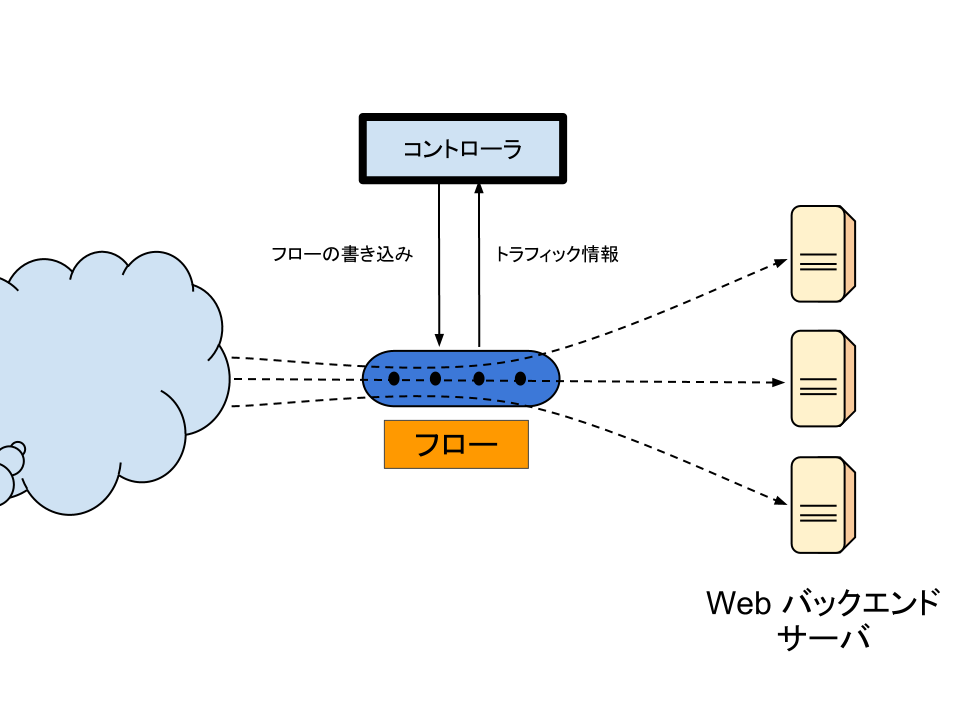 コントローラ
フローの書き込み
トラフィック情報
フロー
Web バックエンド
サーバ